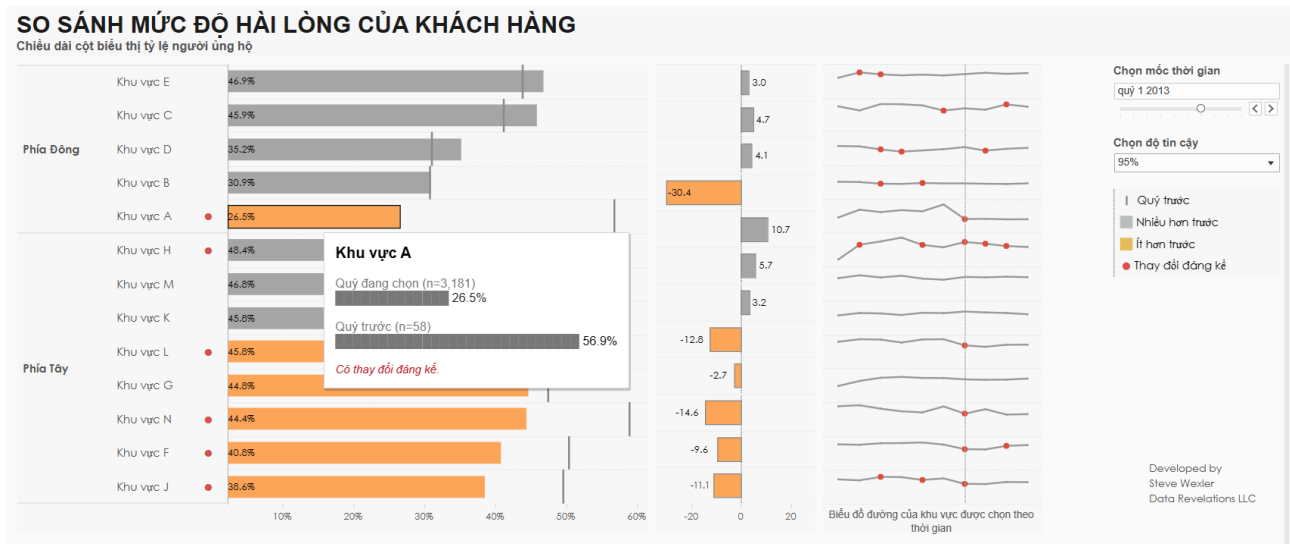 SO SÁNH MỨC ĐỘ HÀI LÒNG CỦA KHÁCH HÀNG
Chiều dài cột biểu thị tỷ lệ người ủng hộ
Phía Đông
Khu vực E 46.9% 3.0
Khu vực C 45.9% 4.7
Khu vực D 35.2% 4.1
Khu vực B 30.9%
-30.4
Khu vực A 26.5% 10.7
Phía Tây
Khu vực H 48.4% 5.7
Khu vực M 46.8% 3.2
Khu vực K 45.8%
Khu vực L 45.8% -12.8
Khu vực G 44.8% -2.7
Khu vực N 44.4% -14.6
Khu vực F 40.8% -9.6
Khu vực J 38.6% -11.1
10% 20% 30% 40% 50% 60%
-20 0 20
Khu vực A
Quý đang chọn (n=3,181)
26.5%
Quý trước (n=58)
56.9%
Có thay đổi đáng kể.
Biểu đồ đường của khu vực được chọn theo
thời gian
Chọn mốc thời gian
quý 1 2013
Chọn độ tin cậy
95%
Quý trước
Nhiều hơn trước
Ít hơn trước
Thay đổi đáng kể
Developed by
Steve Wexler
Data Revelations LLC